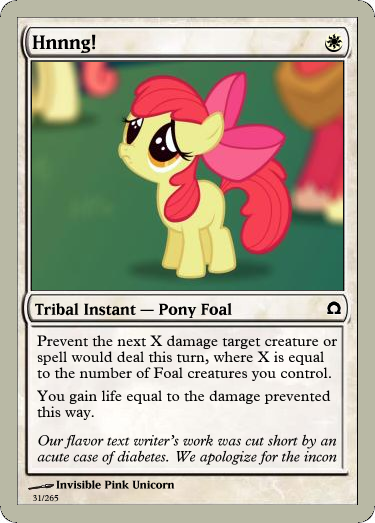 Hnnng!
Tribal Instant — Pony Foal
Prevent the next X damage target creature or
spell would deal this turn, where X is equal
to the number of Foal creatures you control.
You gain life equal to the damage prevented
this way.
Our flavor text writer's work was cut short by an
acute case of diabetes. We apologize for the incon
Invisible Pink Unicorn
31/265